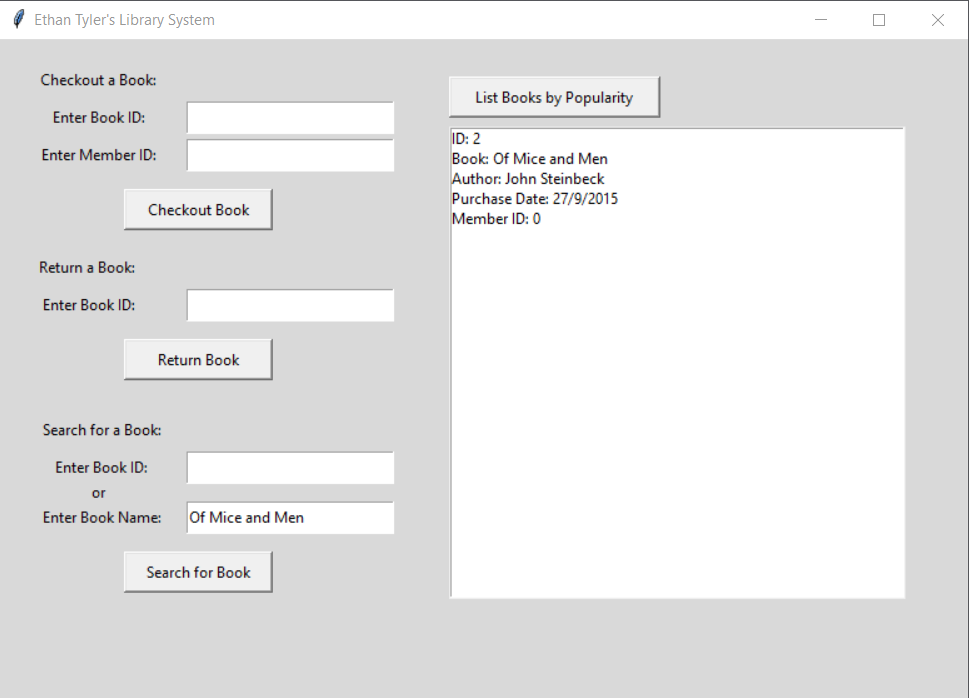 Ethan Tyler's Library System
Checkout a Book:
Enter Book ID:
Enter Member ID:
Checkout Book
Return a Book:
Enter Book ID:
Return Book
Search for a Book:
Enter Book ID:
or
Enter Book Name: Of Mice and Men
Search for Book
List Books by Popularity
ID: 2
Book: Of Mice and Men
Author: John Steinbeck
Purchase Date: 27/9/2015
Member ID: 0